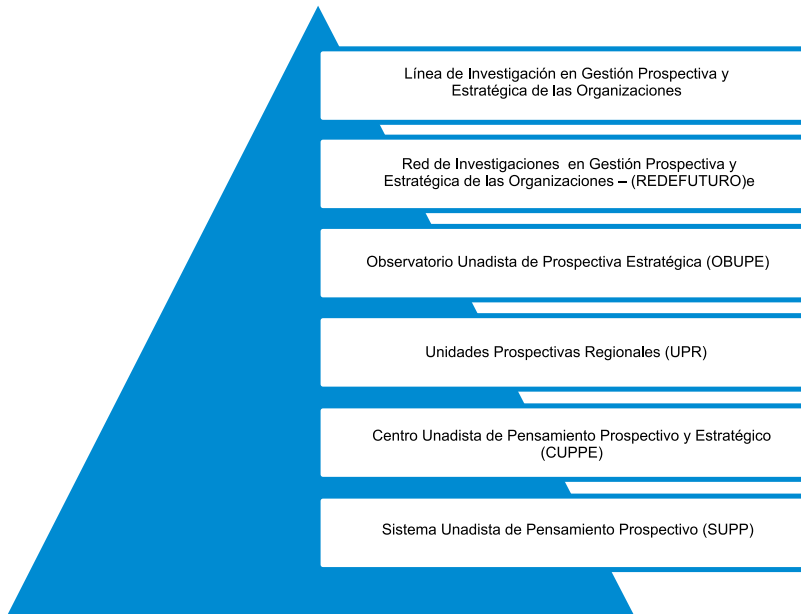 Línea de Investigación en Gestión Prospectiva y
Estratégica de las Organizaciones
Red de Investigaciones en Gestión Prospectiva y
Estratégica de las Organizaciones – (REDEFUTURO)e
Observatorio Unadista de Prospectiva Estratégica (OBUPE)
Unidades Prospectivas Regionales (UPR)
Centro Unadista de Pensamiento Prospectivo y Estratégico
(CUPPE)
Sistema Unadista de Pensamiento Prospectivo (SUPP)